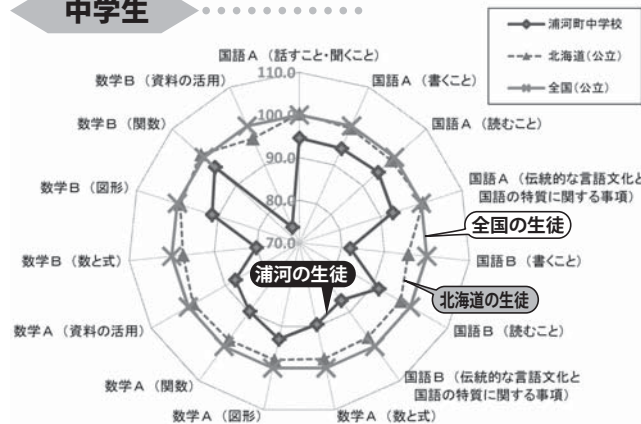 中学生
浦河町中学校
北海道(公立)
全国(公立)
国語A (話すこと・聞くこと)
110.0
数学B (資料の活用)
国語A (書くこと)
100.0
数学B (関数)
国語A (読むこと)
90.0
数学B (図形)
国語A (伝統的な言語文化と
国語の特質に関する事項)
80.0
全国の生徒
70.0
数学B (数と式)
国語B (書くこと)
浦河の生徒
北海道の生徒
数学A (資料の活用)
国語B (読むこと)
数学A (関数)
国語B (伝統的な言語文化と
国語の特質に関する事項)
数学A (図形)
数学A (数と式)